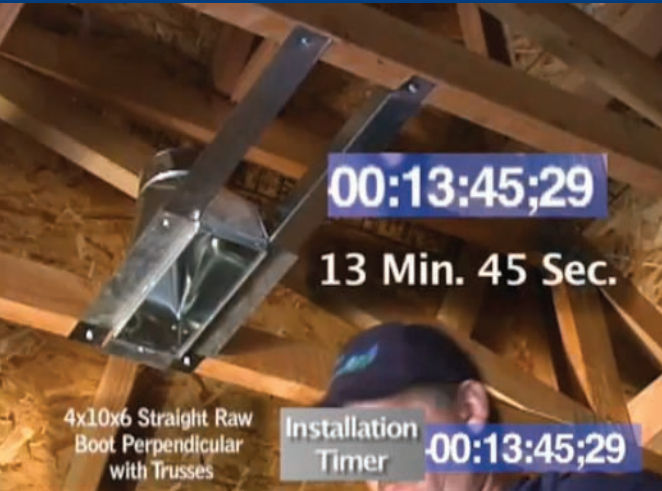 00:13:45;29
13 Min. 45 Sec.
4x10x6 Straight Raw
Boot Perpendicular
with Trusses
Installation
Timer
00:13:45;29